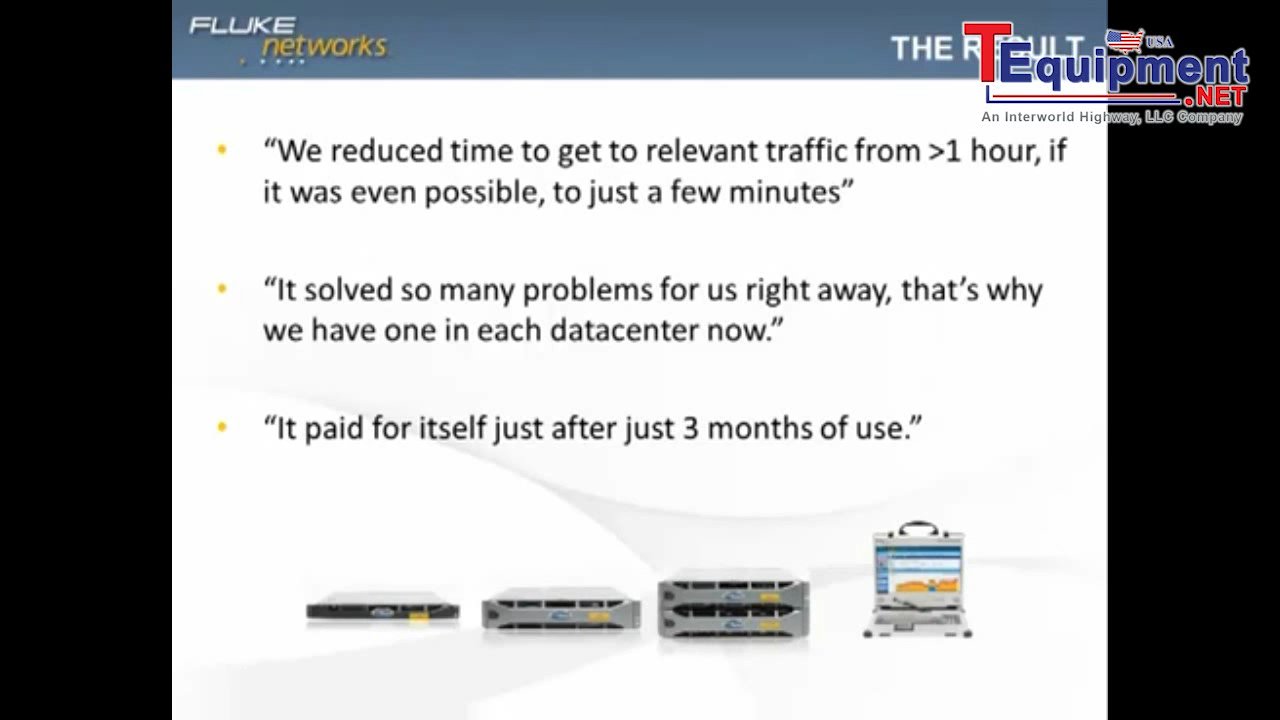 FLUKE
networks
THE RESULT
TEquipment
USA
.NET
An Interworld Highway, LLC Company
• “We reduced time to get to relevant traffic from >1 hour, if
it was even possible, to just a few minutes”
• “It solved so many problems for us right away, that’s why
we have one in each datacenter now.”
• “It paid for itself just after just 3 months of use.”